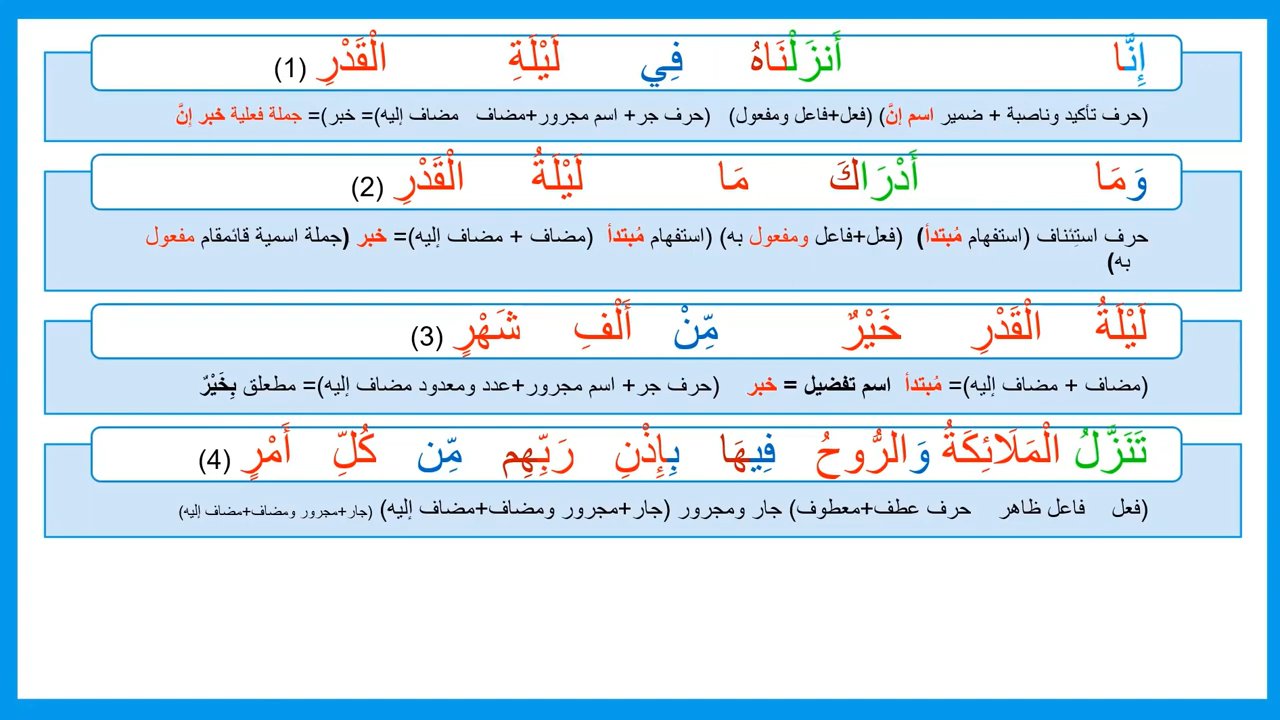 إِنَّا أَنزَلْنَاهُ فِي لَيْلَةِ الْقَدْرِ (1)
(حرف تأكيد وناصبة + ضمير اسم إنَّ) (فعل+فاعل ومفعول) (حرف جر+ اسم مجرور+مضاف مضاف إليه)= خبر)= جملة فعلية خبر إنَّ
وَمَا أَدْرَاكَ مَا لَيْلَةُ الْقَدْرِ (2)
حرف استِئناف (استفهام مُبتدأ) (فعل+فاعل ومفعول به) (استفهام مُبتدأ (مضاف + مضاف إليه)= خبر (جملة اسمية قائمقام مفعول
به)
لَيْلَةُ الْقَدْرِ خَيْرٌ مِّنْ أَلْفِ شَهْرٍ (3)
(مضاف + مضاف إليه)= مُبتدأ اسم تفضيل = خبر (حرف جر+ اسم مجرور+عدد ومعدود مضاف إليه)= مطعلق بِخَيْرٌ
تَنَزَّلُ الْمَلَائِكَةُ وَالرُّوحُ فِيهَا بِإِذْنِ رَبِّهِم مِّن كُلِّ أَمْرٍ (4)
(فعل فاعل ظاهر حرف عطف+معطوف) جار ومجرور (جار+مجرور ومضاف+مضاف إليه) (جار+مجرور ومضاف+مضاف إليه)